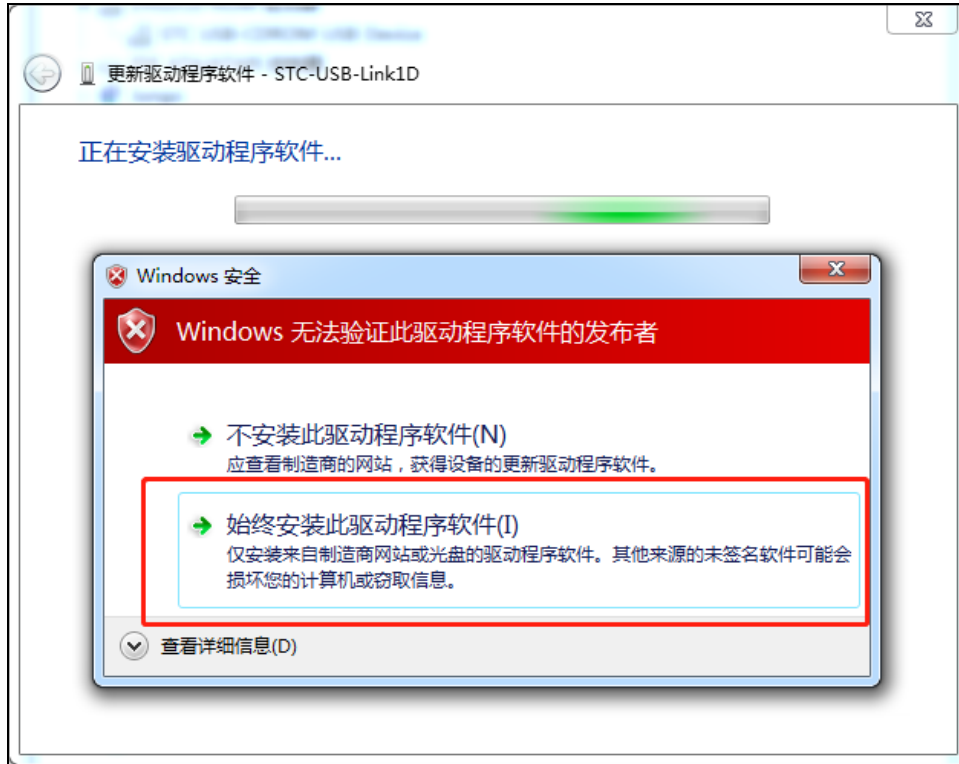 STC USB-CDROM USB Device
更新驱动程序软件 - STC-USB-Link1D
正在安装驱动程序软件...
Windows 安全
Windows 无法验证此驱动程序软件的发布者
不安装此驱动程序软件(N)
应查看制造商的网站，获得设备的更新驱动程序软件。
始终安装此驱动程序软件(I)
仅安装来自制造商网站或光盘的驱动程序软件。其他来源的未签名软件可能会
损坏您的计算机或窃取信息。
查看详细信息(D)